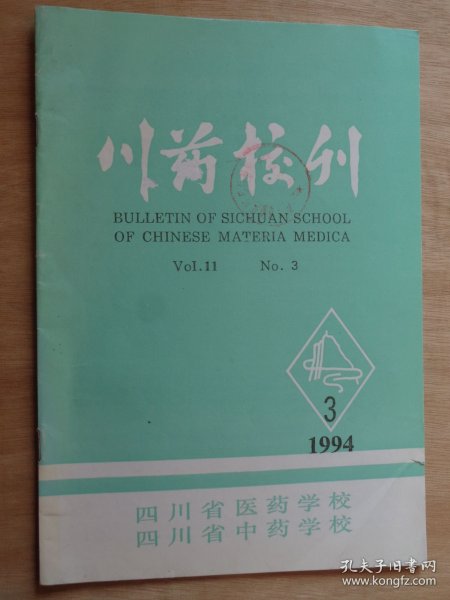 川药校刊
BULLETIN OF SICHUAN SCHOOL
OF CHINESE MATERIA MEDICA
Vol.11 No. 3
3
1994
四川省医药学校
四川省中药学校
孔夫子旧书网
www.kongfz.com